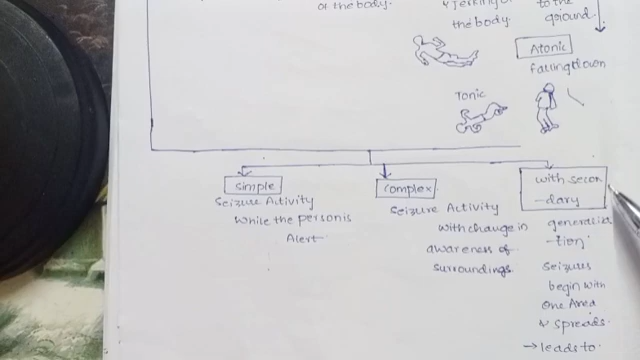 of the body.
& Jerking of
the body
to the
ground.
Atonic
falling down
Tonic
Simple
Seizure Activity
While the person is
Alert
Complex
Seizure Activity
with change in
awareness of
surroundings.
with secon
-dary
generaliza
-tion
Seizures
begin with
One Area
& Spreads.
→ leads to